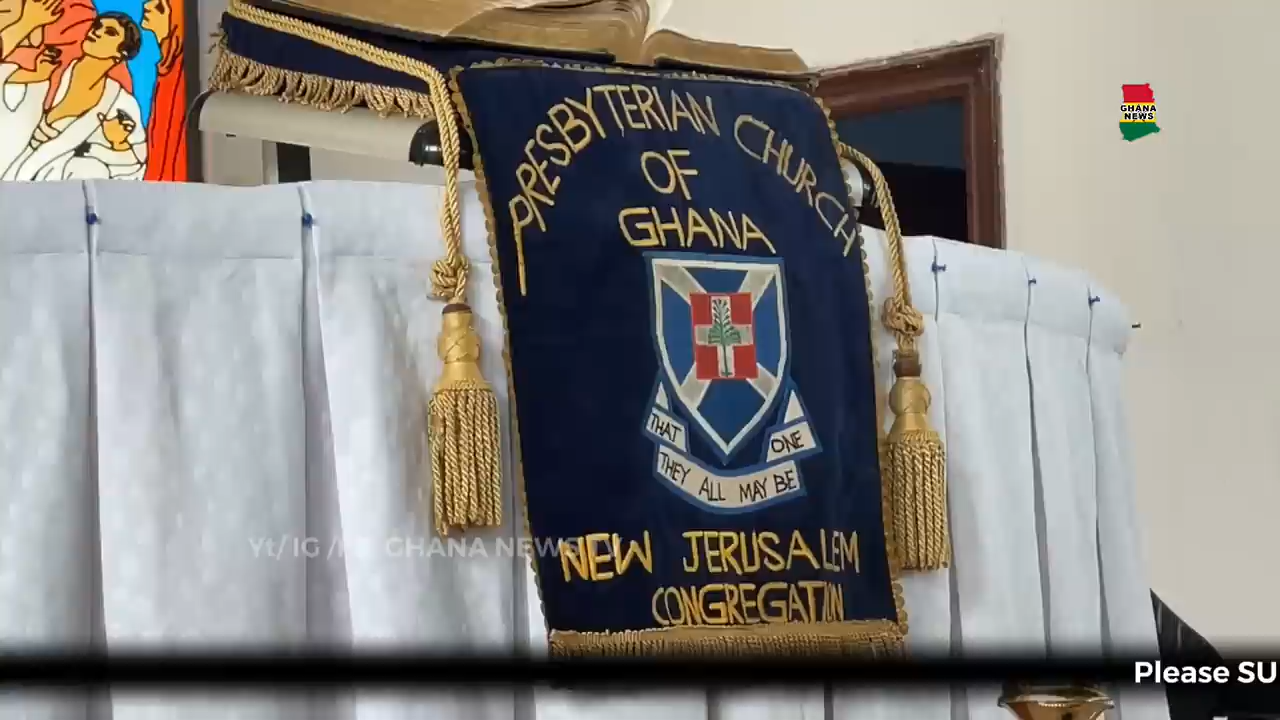 PRESBYTERIAN CHURCH
OF
GHANA
THAT
THEY ALL MAY BE
ONE
NEW JERUSALEM
CONGREGATIN
GHANA
NEWS
Yt/IG / GHANA NEWS TV
Please SU